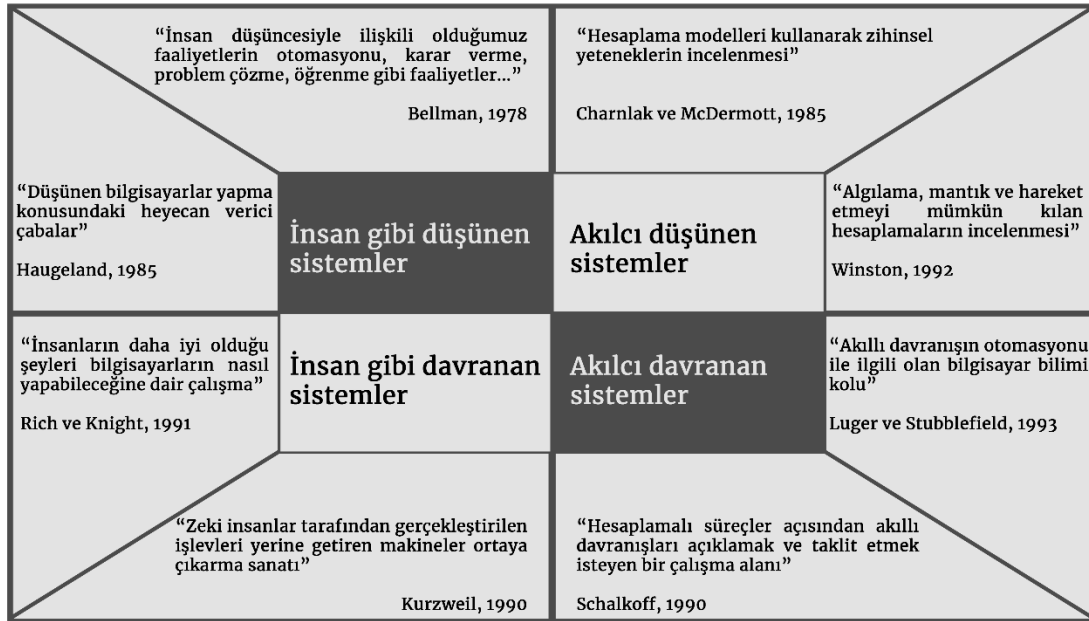 “İnsan düşüncesiyle ilişkili olduğumuz
faaliyetlerin otomasyonu, karar verme,
problem çözme, öğrenme gibi faaliyetler...”
Bellman, 1978
“Hesaplama modelleri kullanarak zihinsel
yeteneklerin incelenmesi”
Charnlak ve McDermott, 1985
“Düşünen bilgisayarlar yapma
konusundaki heyecan verici
çabalar”
Haugeland, 1985
İnsan gibi düşünen
sistemler
Akılcı düşünen
sistemler
“Algılama, mantık ve hareket
etmeyi mümkün kılan
hesaplamaların incelenmesi”
Winston, 1992
“İnsanların daha iyi olduğu
şeyleri bilgisayarların nasıl
yapabileceğine dair çalışma”
Rich ve Knight, 1991
İnsan gibi davranan
sistemler
Akılcı davranan
sistemler
“Akıllı davranışın otomasyonu
ile ilgili olan bilgisayar bilimi
kolu”
Luger ve Stubblefield, 1993
“Zeki insanlar tarafından gerçekleştirilen
işlevleri yerine getiren makineler ortaya
çıkarma sanatı”
Kurzweil, 1990
“Hesaplamalı süreçler açısından akıllı
davranışları açıklamak ve taklit etmek
isteyen bir çalışma alanı”
Schalkoff, 1990